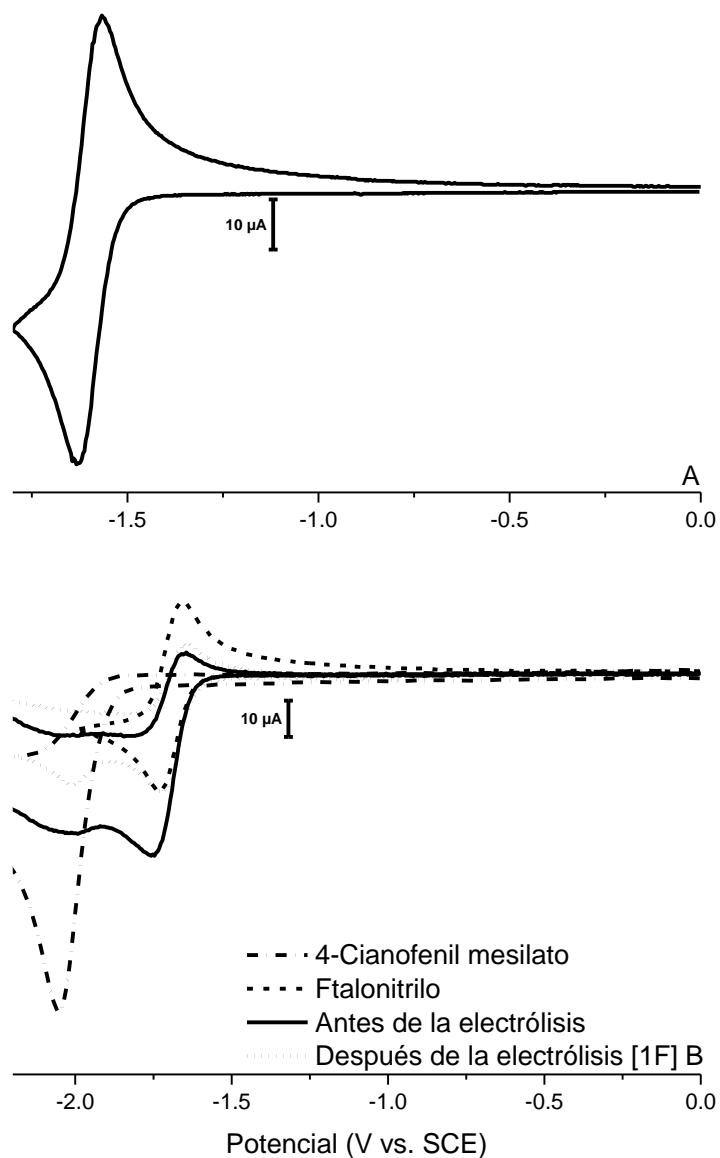 10 µA
A
-1.5 -1.0 -0.5 0.0
10 µA
4-Cianofenil mesilato
Ftalonitrilo
Antes de la electrólisis
Después de la electrólisis [1F] B
-2.0 -1.5 -1.0 -0.5 0.0
Potencial (V vs. SCE)